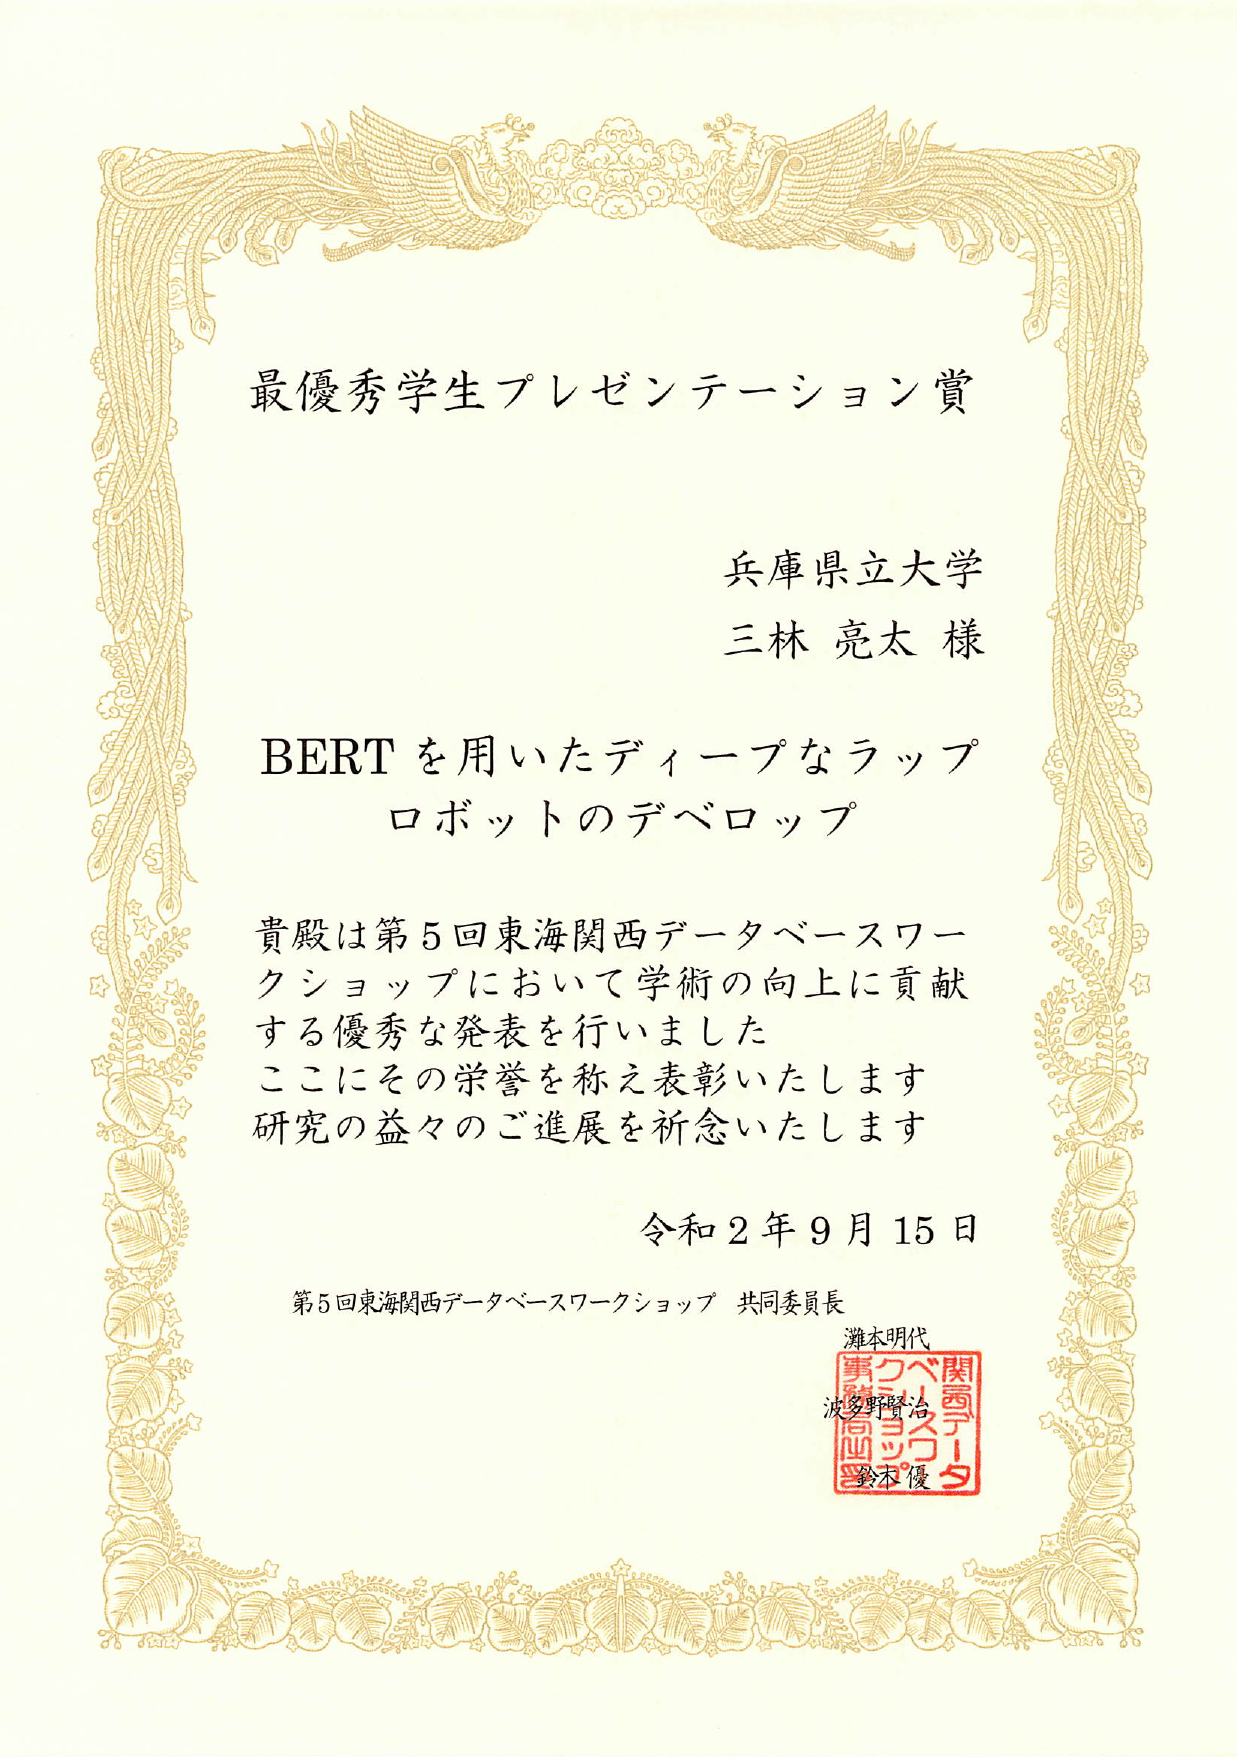 最優秀学生プレゼンテーション賞
兵庫県立大学
三林 亮太 様
BERT を用いたディープなラップ
ロボットのデベロップ
貴殿は第5回東海関西データベースワー
クショップにおいて学術の向上に貢献
する優秀な発表を行いました
ここにその栄誉を称え表彰いたします
研究の益々のご進展を祈念いたします
令和2年9月15日
第5回東海関西データベースワークショップ 共同委員長
灘本明代
波多野賢治
鈴木 優
関西データ
ベースワ
クショップ
事務局之印